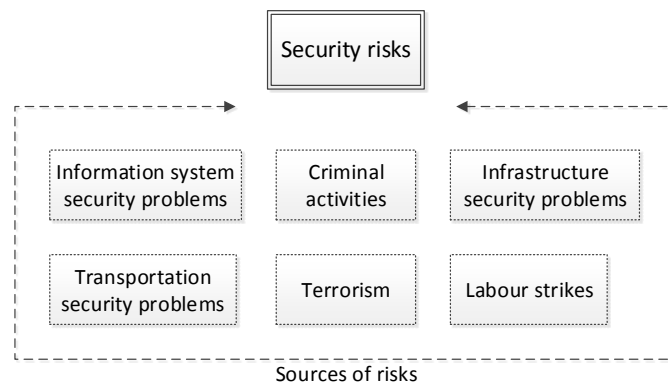 Security risks
Information system
security problems
Criminal
activities
Infrastructure
security problems
Transportation
security problems
Terrorism
Labour strikes
Sources of risks